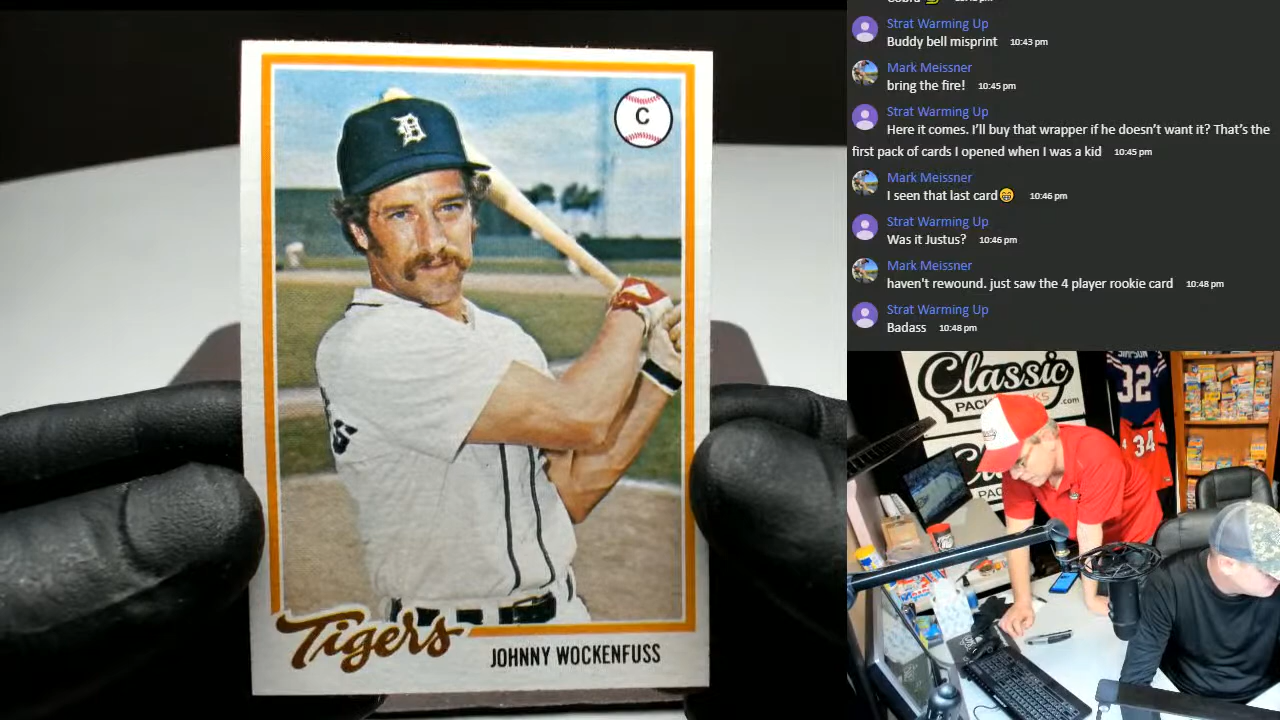 C
Tigers
JOHNNY WOCKENFUSS
Strat Warming Up
Buddy bell misprint 10:43 pm
Mark Meissner
bring the fire! 10:45 pm
Strat Warming Up
Here it comes. I'll buy that wrapper if he doesn't want it? That's the
first pack of cards I opened when I was a kid 10:45 pm
Mark Meissner
I seen that last card😁 10:46 pm
Strat Warming Up
Was it Justus? 10:46 pm
Mark Meissner
haven't rewound. just saw the 4 player rookie card 10:48 pm
Strat Warming Up
Badass 10:48 pm
Classic
.com
SIMPSON
32
34